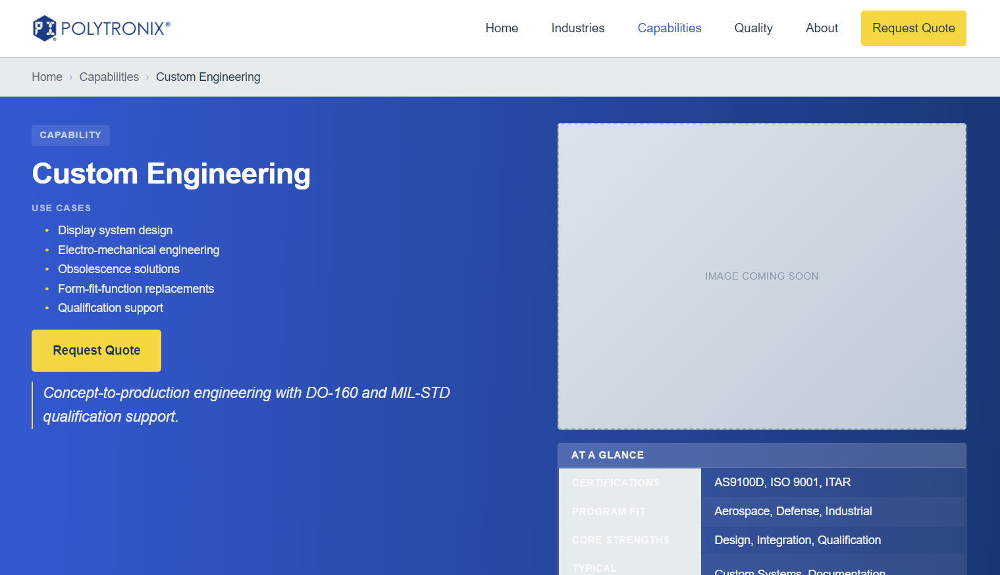 PI POLYTRONIX®
Home Industries Capabilities Quality About Request Quote
Home › Capabilities › Custom Engineering
CAPABILITY
Custom Engineering
USE CASES
• Display system design
• Electro-mechanical engineering
• Obsolescence solutions
• Form-fit-function replacements
• Qualification support
Request Quote
Concept-to-production engineering with DO-160 and MIL-STD
qualification support.
IMAGE COMING SOON
AT A GLANCE
CERTIFICATIONS AS9100D, ISO 9001, ITAR
PROGRAM FIT Aerospace, Defense, Industrial
CORE STRENGTHS Design, Integration, Qualification
TYPICAL
Custom Systems, Documentation